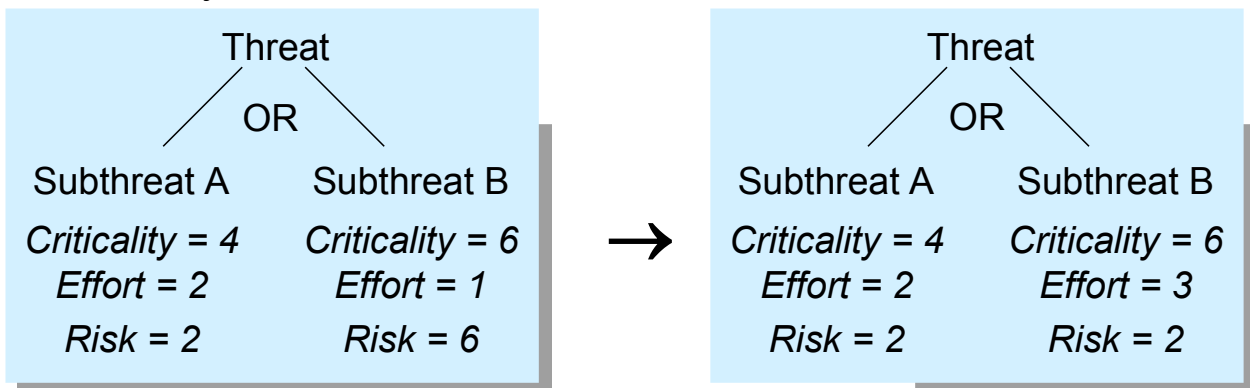 Threat
OR
Subthreat A Subthreat B
Criticality = 4 Criticality = 6
Effort = 2 Effort = 1
Risk = 2 Risk = 6
→
Threat
OR
Subthreat A Subthreat B
Criticality = 4 Criticality = 6
Effort = 2 Effort = 3
Risk = 2 Risk = 2